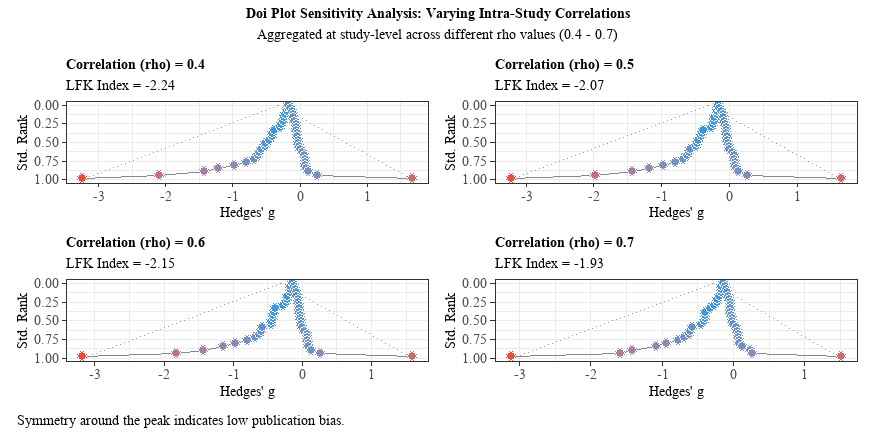 Doi Plot Sensitivity Analysis: Varying Intra-Study Correlations
Aggregated at study-level across different rho values (0.4 - 0.7)
Correlation (rho) = 0.4
LFK Index = -2.24
Std. Rank
0.00
0.25
0.50
0.75
1.00
-3 -2 -1 0 1
Hedges' g
Correlation (rho) = 0.5
LFK Index = -2.07
Std. Rank
0.00
0.25
0.50
0.75
1.00
-3 -2 -1 0 1
Hedges' g
Correlation (rho) = 0.6
LFK Index = -2.15
Std. Rank
0.00
0.25
0.50
0.75
1.00
-3 -2 -1 0 1
Hedges' g
Correlation (rho) = 0.7
LFK Index = -1.93
Std. Rank
0.00
0.25
0.50
0.75
1.00
-3 -2 -1 0 1
Hedges' g
Symmetry around the peak indicates low publication bias.